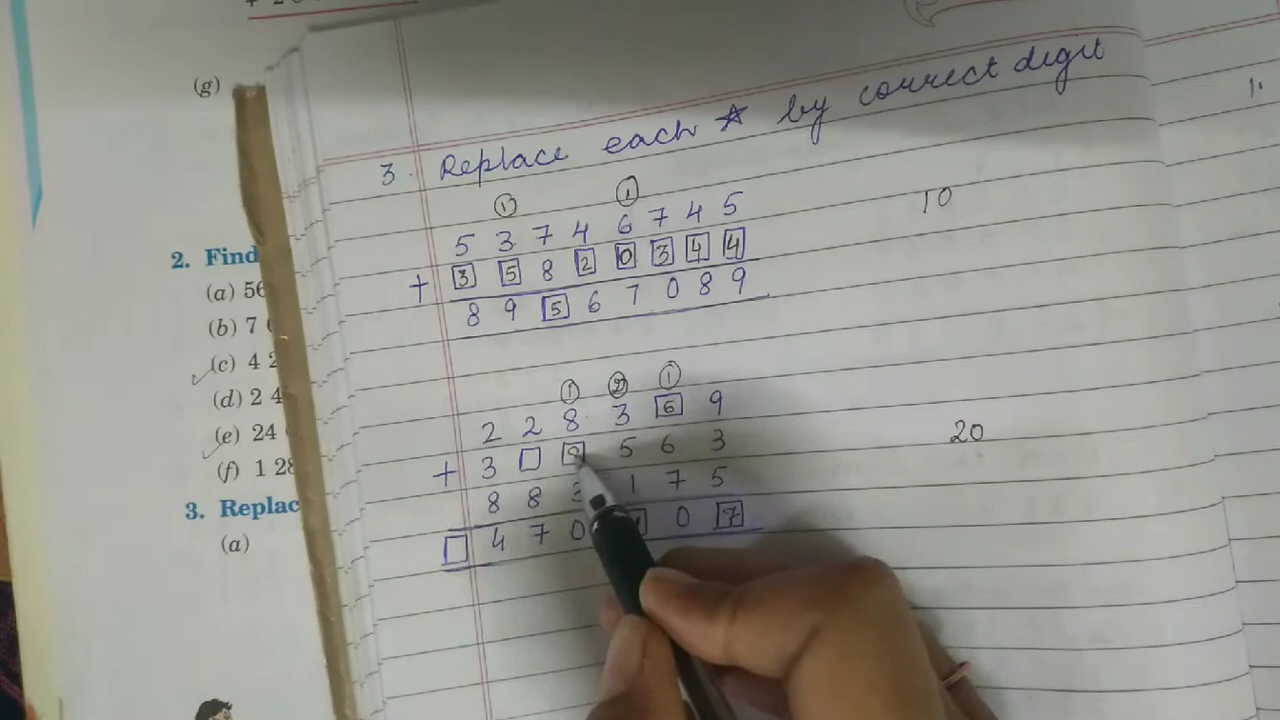 (g)
3. Replace each ☆ by correct digit
1.
① ①
5 3 7 4 6 7 4 5
10
+ 3 5 8 2 0 3 4 4
8 9 5 6 7 0 8 9
① ② ①
2 2 8 3 6 9
+ 3 □ 8 5 6 3
20
8 8 3 1 7 5
□ 4 7 0 0 7
2. Find
(a) 56
(b) 7
(c) 4 2
(d) 2 4
(e) 24
(f) 1 28
3. Replac
(a)